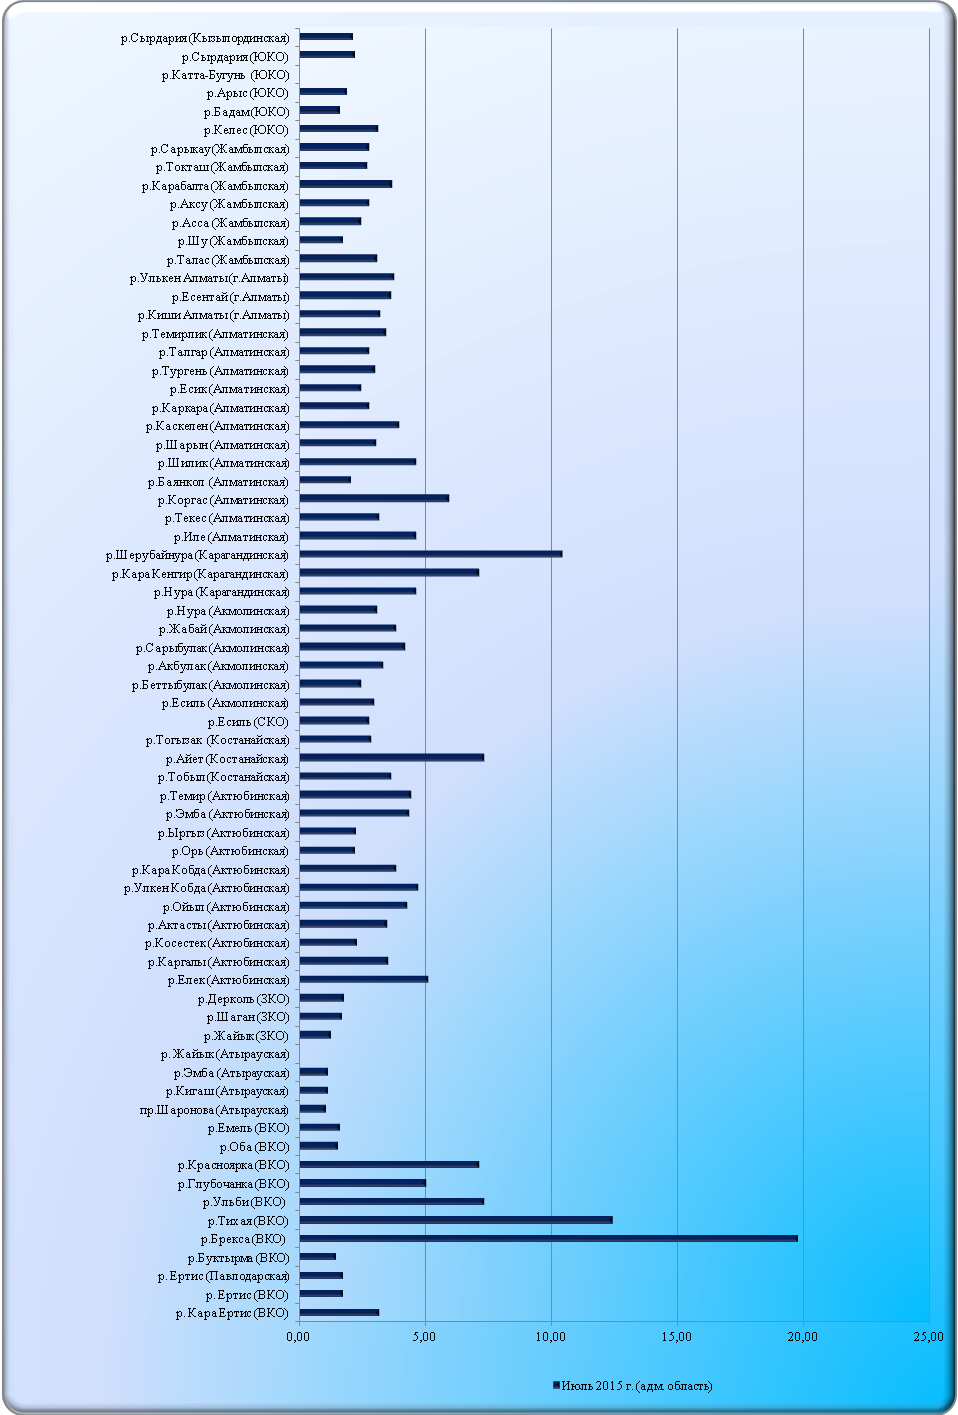 р.Сырдария (Кызылординская)
р.Сырдария (ЮКО)
р.Катта-Бугунь (ЮКО)
р.Арыс (ЮКО)
р.Бадам (ЮКО)
р.Келес (ЮКО)
р.Сарыкау (Жамбылская)
р.Токташ (Жамбылская)
р.Карабалта (Жамбылская)
р.Аксу (Жамбылская)
р.Асса (Жамбылская)
р.Шу (Жамбылская)
р.Талас (Жамбылская)
р.Улькен Алматы (г.Алматы)
р.Есентай (г.Алматы)
р.Киши Алматы (г.Алматы)
р.Темирлик (Алматинская)
р.Талгар (Алматинская)
р.Тургень (Алматинская)
р.Есик (Алматинская)
р.Каркара (Алматинская)
р.Каскелен (Алматинская)
р.Шарын (Алматинская)
р.Шилик (Алматинская)
р.Баянкол (Алматинская)
р.Коргас (Алматинская)
р.Текес (Алматинская)
р.Иле (Алматинская)
р.Шерубайнура (Карагандинская)
р.Кара Кенгир (Карагандинская)
р.Нура (Карагандинская)
р.Нура (Акмолинская)
р.Жабай (Акмолинская)
р.Сарыбулак (Акмолинская)
р.Акбулак (Акмолинская)
р.Беттыбулак (Акмолинская)
р.Есиль (Акмолинская)
р.Есиль (СКО)
р.Тогызак (Костанайская)
р.Айет (Костанайская)
р.Тобыл (Костанайская)
р.Темир (Актюбинская)
р.Эмба (Актюбинская)
р.Ыргыз (Актюбинская)
р.Орь (Актюбинская)
р.Кара Кобда (Актюбинская)
р.Улкен Кобда (Актюбинская)
р.Ойыл (Актюбинская)
р.Актасты (Актюбинская)
р.Косестек (Актюбинская)
р.Каргалы (Актюбинская)
р.Елек (Актюбинская)
р.Дерколь (ЗКО)
р.Шаган (ЗКО)
р.Жайык (ЗКО)
р. Жайык (Атырауская)
р.Эмба (Атырауская)
р.Кигаш (Атырауская)
пр.Шаронова (Атырауская)
р.Емель (ВКО)
р.Оба (ВКО)
р.Красноярка (ВКО)
р.Глубочанка (ВКО)
р.Ульби (ВКО)
р.Тихая (ВКО)
р.Брекса (ВКО)
р.Буктырма (ВКО)
р. Ертис (Павлодарская)
р. Ертис (ВКО)
р. Кара Ертис (ВКО)
0,00 5,00 10,00 15,00 20,00 25,00
Июль 2015 г. (адм. область)